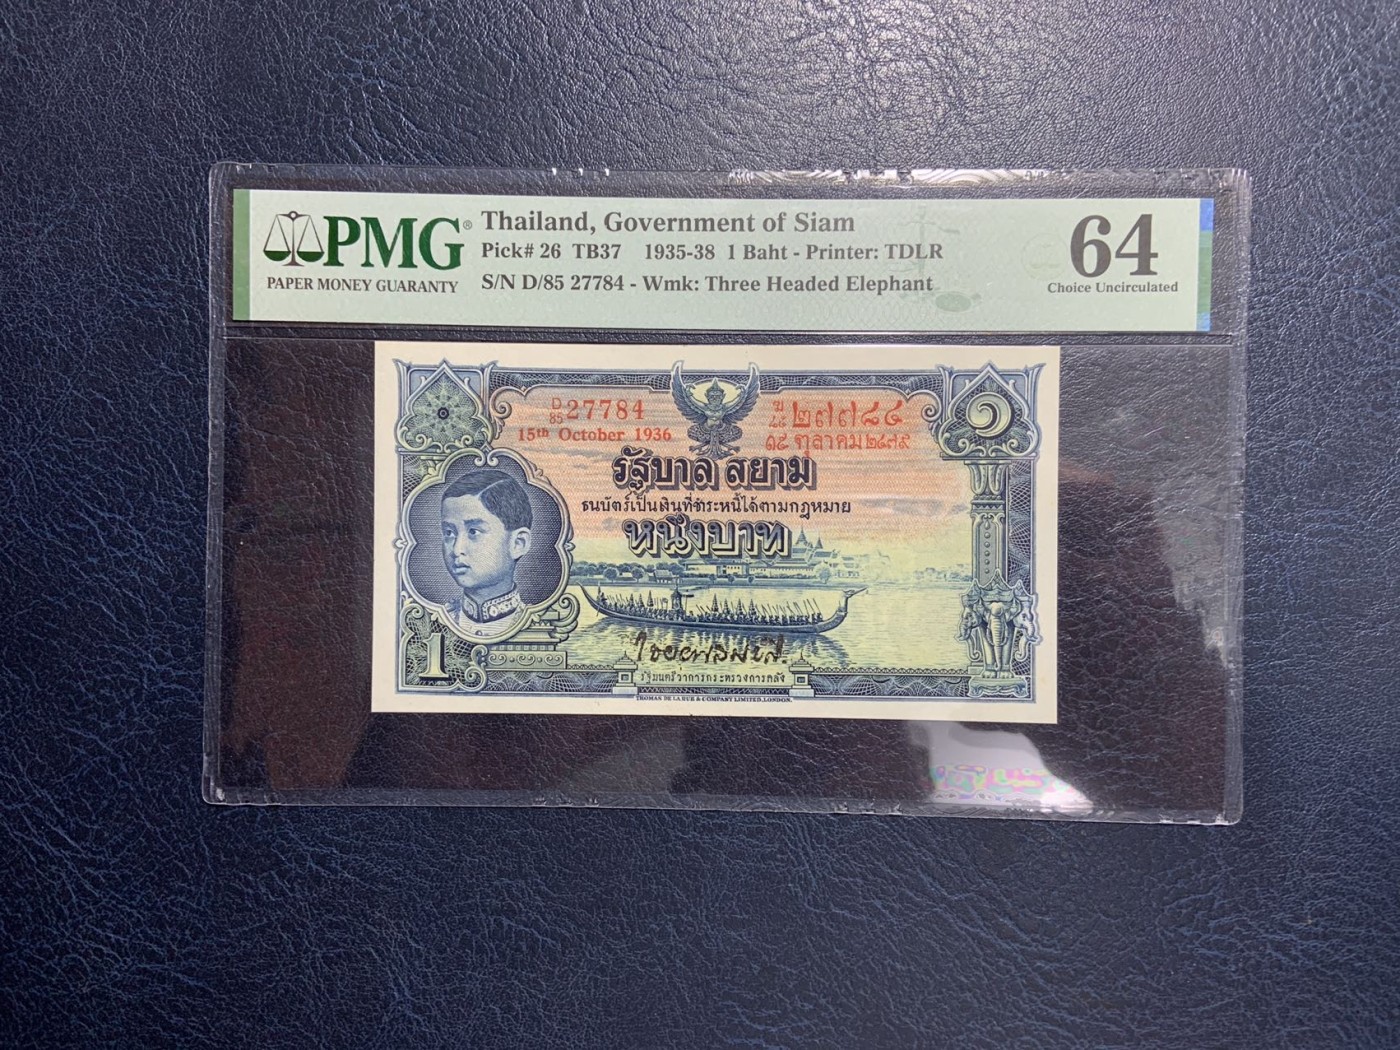 PMG®
PAPER MONEY GUARANTY
Thailand, Government of Siam
Pick# 26 TB37 1935-38 1 Baht - Printer: TDLR
S/N D/85 27784 - Wmk: Three Headed Elephant
64
Choice Uncirculated
D/85 27784
15th October 1936
๒๗๗๘๔
๑๕ ตุลาคม ๒๔๗๙
๑
รัฐบาลสยาม
ธนบัตร์เป็นเงินที่ชำระหนี้ได้ตามกฎหมาย
หนึ่งบาท
1
รัฐมนตรีว่าการกระทรวงการคลัง
THOMAS DE LA RUE & COMPANY LIMITED, LONDON.